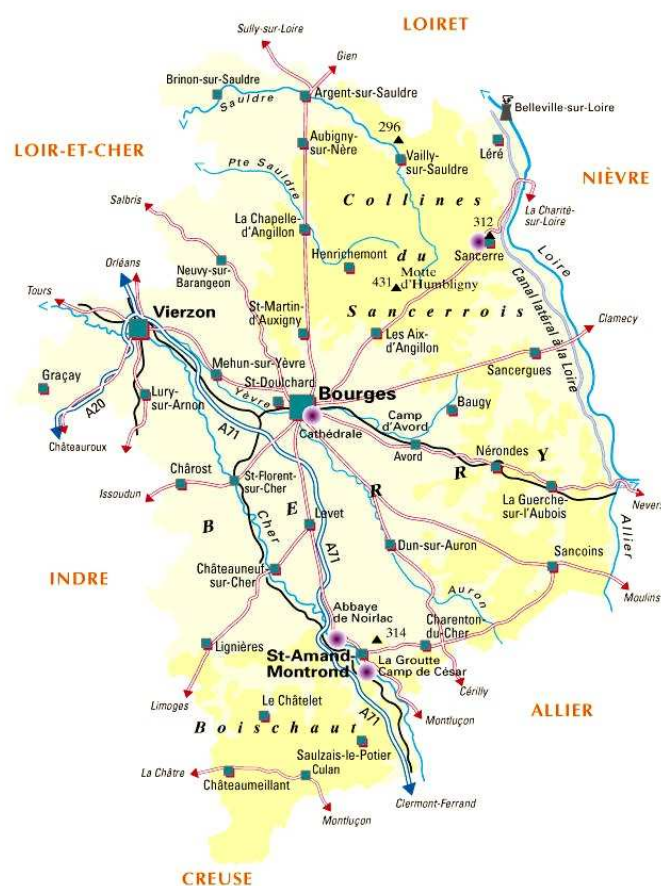 LOIRET
Sully-sur-Loire
Gien
Brinon-sur-Sauldre
Sauldre
Argent-sur-Sauldre
Belleville-sur-Loire
296
Aubigny-
sur-Nère
Vailly-
sur-Sauldre
Léré
LOIR-ET-CHER
NIÈVRE
Pte Sauldre
Salbris
Collines
La Charité-
sur-Loire
La Chapelle-
d'Angillon
312
Sancerre
Henrichemont
du
Loire
Neuvy-sur-
Barangeon
Orléans
431
Motte
d'Humbligny
Canal latéral à la Loire
Tours
Vierzon
St-Martin-
d'Auxigny
Sancerrois
Clamecy
Les Aix-
d'Angillon
Mehun-sur-Yèvre
Sancergues
Graçay
A20
Lury-
sur-Arnon
St-Doulchard
Yèvre
Bourges
Baugy
A71
Cathédrale
Camp
d'Avord
Avord
Châteauroux
Nérondes
Y
Chârost
St-Florent-
sur-Cher
R
R
La Guerche-
sur-l'Aubois
Nevers
Issoudun
B
Cher
E
Levet
Allier
A71
Dun-sur-Auron
Sancoins
INDRE
Châteauneuf-
sur-Cher
Auron
Moulins
Abbaye
de Noirlac
314
Charenton-
du-Cher
Lignières
St-Amand-
Montrond
La Groutte
Camp de César
Cérilly
Limoges
Le Châtelet
A71
Montluçon
ALLIER
Boischaut
Saulzais-le-Potier
La Châtre
Culan
Châteaumeillant
Clermont-Ferrand
Montluçon
CREUSE